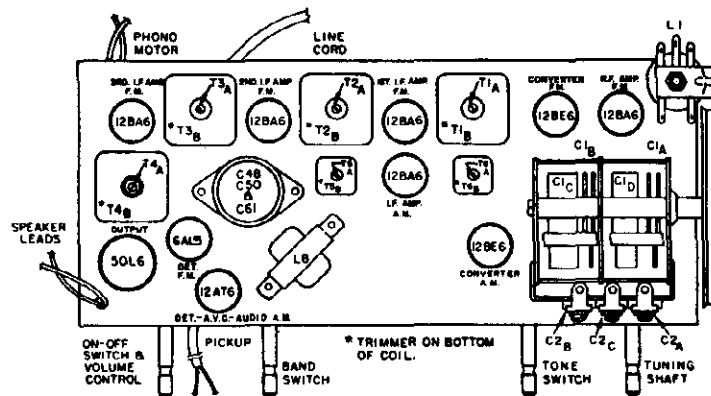 PHONO
MOTOR
LINE
CORD
L1
3RD. I.F. AMP.
F.M.
T3A
2ND. I.F. AMP.
F.M.
T2A
1ST. I.F. AMP.
F.M.
T1A
CONVERTER
F.M.
R.F. AMP.
F.M.
12BA6
*T3B
12BA6
*T2B
12BA6
*T1B
12BE6
12BA6
C1B
C1A
T4A
*T4B
C48
C50
&
C61
*T5B
12BA6
I.F. AMP.
A.M.
*T6B
C1C
C1D
SPEAKER
LEADS
OUTPUT
50L6
6AL5
DET.
F.M.
L8
12BE6
CONVERTER
A.M.
12AT6
DET.-A.V.C.-AUDIO A.M.
C2B
C2C
C2A
ON-OFF
SWITCH &
VOLUME
CONTROL
PICKUP
BAND
SWITCH
* TRIMMER ON BOTTOM
OF COIL.
TONE
SWITCH
TUNING
SHAFT